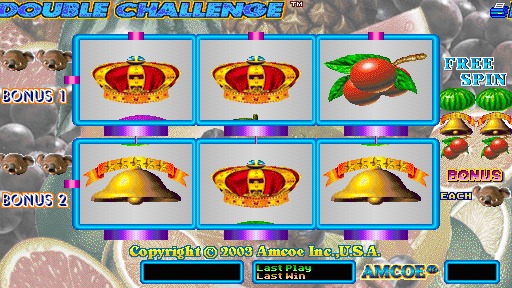 DOUBLE CHALLENGE ™
FREE
SPIN
BONUS 1
BONUS 2
BONUS
EACH
Copyright © 2003 Amcoe Inc.,U.S.A.
Last Play
Last Win
AMCOE